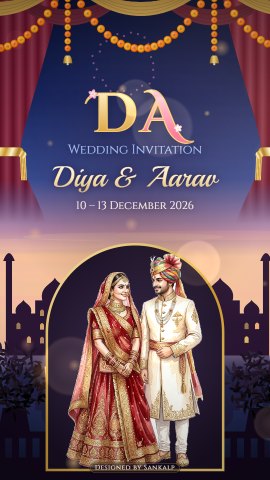 DA
WEDDING INVITATION
Diya & Aarav
10 – 13 DECEMBER 2026
DESIGNED BY SANKALP